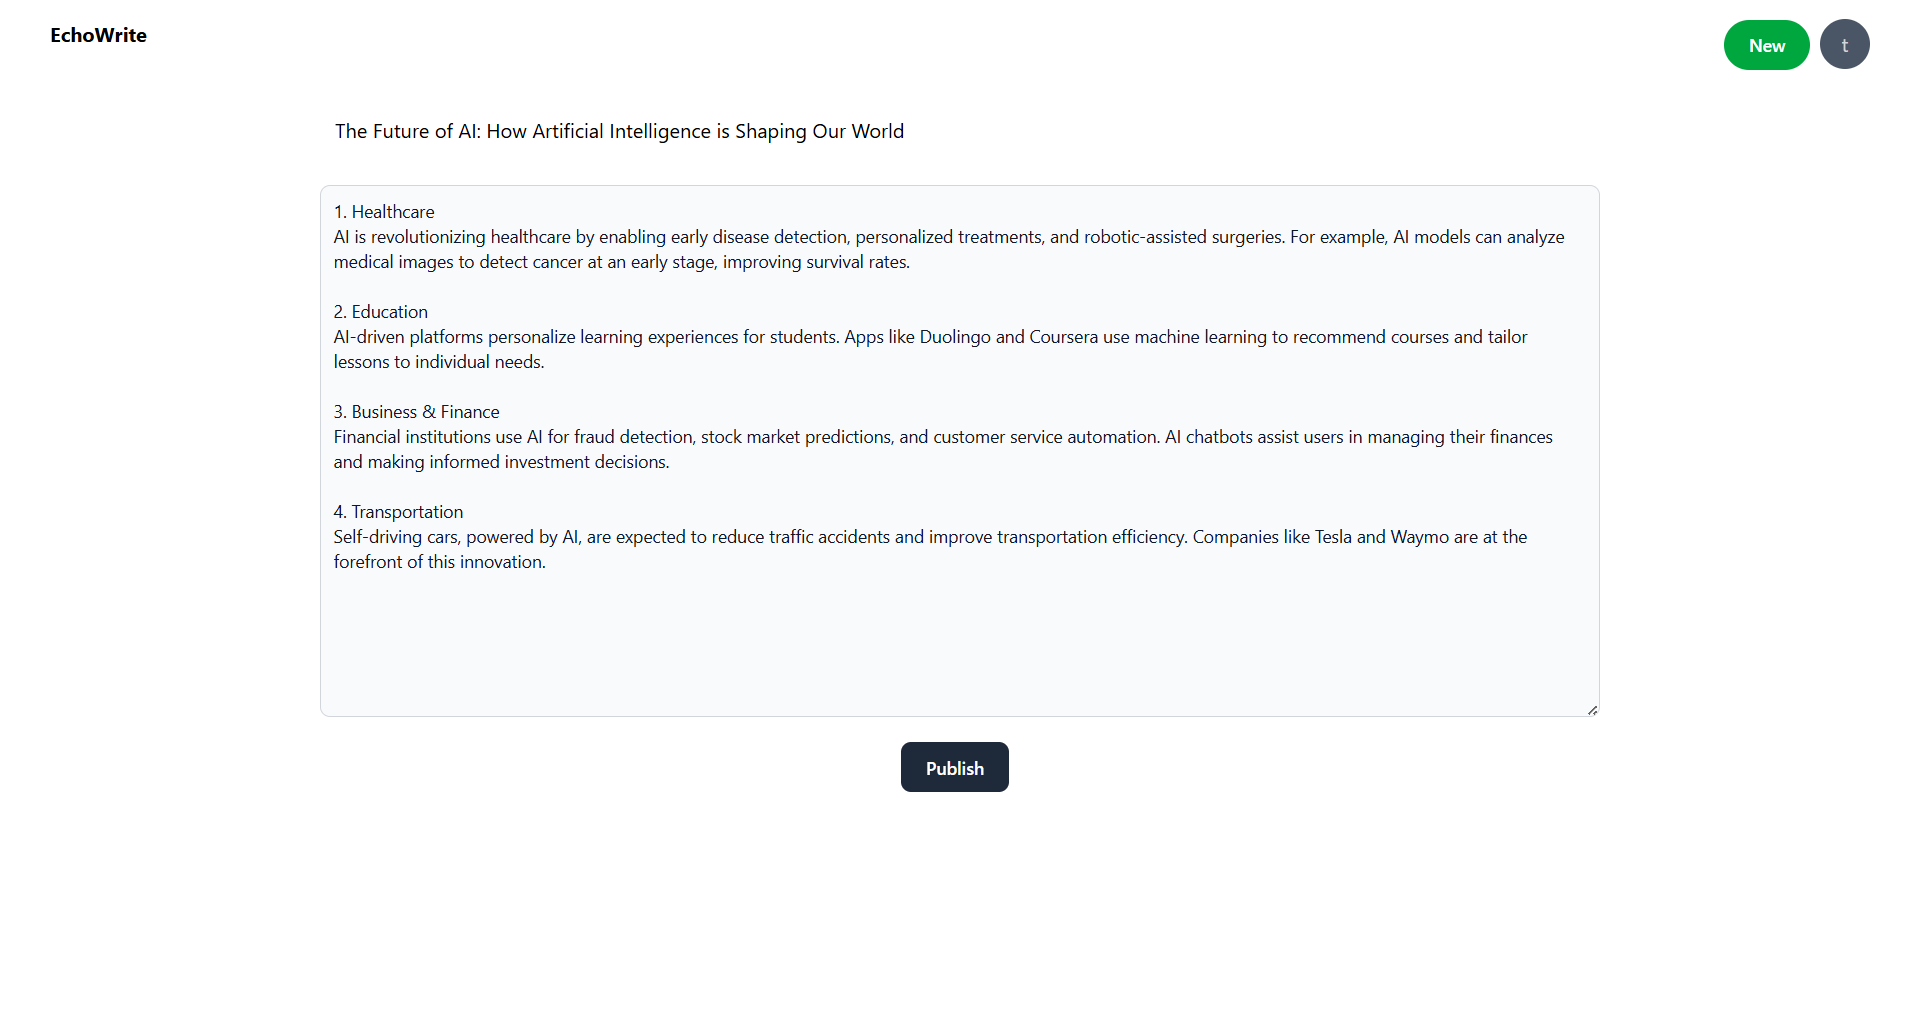 EchoWrite
New
t
The Future of AI: How Artificial Intelligence is Shaping Our World
1. Healthcare
AI is revolutionizing healthcare by enabling early disease detection, personalized treatments, and robotic-assisted surgeries. For example, AI models can analyze
medical images to detect cancer at an early stage, improving survival rates.
2. Education
AI-driven platforms personalize learning experiences for students. Apps like Duolingo and Coursera use machine learning to recommend courses and tailor
lessons to individual needs.
3. Business & Finance
Financial institutions use AI for fraud detection, stock market predictions, and customer service automation. AI chatbots assist users in managing their finances
and making informed investment decisions.
4. Transportation
Self-driving cars, powered by AI, are expected to reduce traffic accidents and improve transportation efficiency. Companies like Tesla and Waymo are at the
forefront of this innovation.
Publish